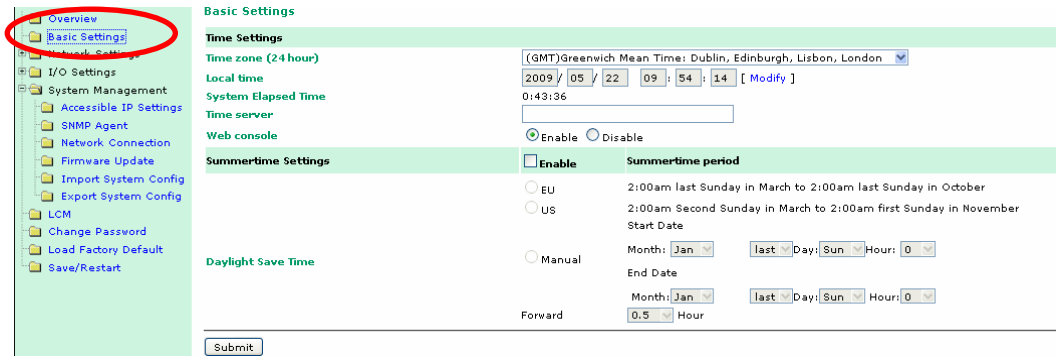 Overview
Basic Settings
Network Settings
I/O Settings
System Management
Accessible IP Settings
SNMP Agent
Network Connection
Firmware Update
Import System Config
Export System Config
LCM
Change Password
Load Factory Default
Save/Restart
Basic Settings
Time Settings
Time zone (24 hour) (GMT)Greenwich Mean Time: Dublin, Edinburgh, Lisbon, London
Local time 2009 / 05 / 22 09 : 54 : 14 [ Modify ]
System Elapsed Time 0:43:36
Time server
Web console Enable Disable
Summertime Settings Enable Summertime period
EU 2:00am last Sunday in March to 2:00am last Sunday in October
US 2:00am Second Sunday in March to 2:00am first Sunday in November
Start Date
Daylight Save Time Manual Month: Jan last Day: Sun Hour: 0
End Date
Month: Jan last Day: Sun Hour: 0
Forward 0.5 Hour
Submit